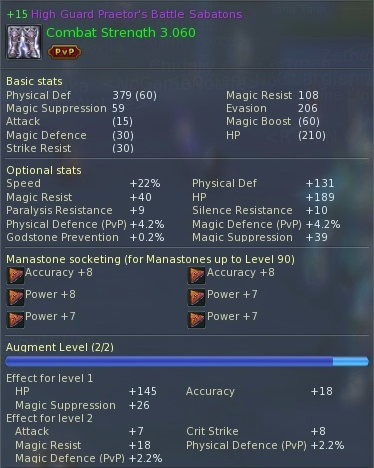 +15 High Guard Praetor's Battle Sabatons
Combat Strength 3.060
PvP
Basic stats
Physical Def 379 (60) Magic Resist 108
Magic Suppression 59 Evasion 206
Attack (15) Magic Boost (60)
Magic Defence (30) HP (210)
Strike Resist (30)
Optional stats
Speed +22% Physical Def +131
Magic Resist +40 HP +189
Paralysis Resistance +9 Silence Resistance +10
Physical Defence (PvP) +4.2% Magic Defence (PvP) +4.2%
Godstone Prevention +0.2% Magic Suppression +39
Manastone socketing (for Manastones up to Level 90)
Accuracy +8 Accuracy +8
Power +8 Power +7
Power +7 Power +7
Augment Level (2/2)
Effect for level 1
HP +145 Accuracy +18
Magic Suppression +26
Effect for level 2
Attack +7 Crit Strike +8
Magic Resist +18 Physical Defence (PvP) +2.2%
Magic Defence (PvP) +2.2%